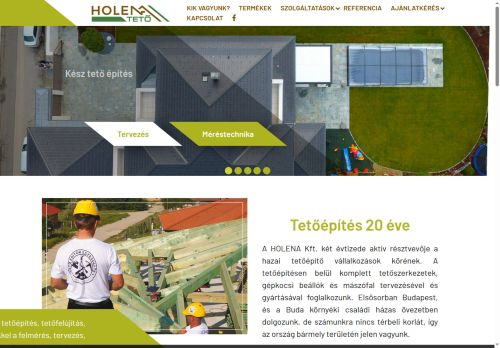 HOLENA
TETŐ
KIK VAGYUNK? TERMÉKEK SZOLGÁLTATÁSOK REFERENCIA AJÁNLATKÉRÉS
KAPCSOLAT
Kész tető építés
Tervezés
Méréstechnika
Tetőépítés 20 éve
A HOLENA Kft. két évtizede aktív résztvevője a
hazai tetőépítő vállalkozások körének. A
tetőépítésen belül komplett tetőszerkezetek,
gépkocsi beállók és mászófal tervezésével és
gyártásával foglalkozunk. Elsősorban Budapest,
és a Buda környéki családi házas övezetben
dolgozunk, de számunkra nincs térbeli korlát, így
az ország bármely területén jelen vagyunk.
tetőépítés, tetőfelújítás,
kel a felmérés, tervezés,